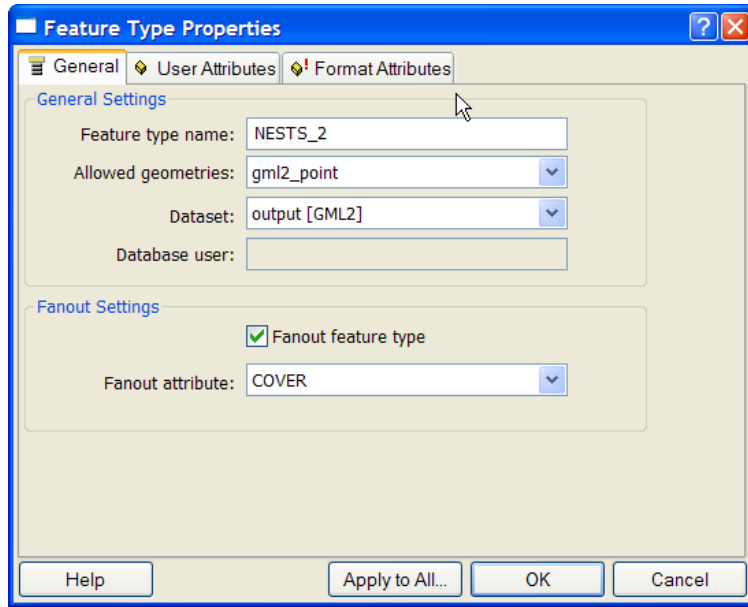 Feature Type Properties
General User Attributes Format Attributes
General Settings
Feature type name: NESTS_2
Allowed geometries: gml2_point
Dataset: output [GML2]
Database user:
Fanout Settings
Fanout feature type
Fanout attribute: COVER
Help Apply to All... OK Cancel